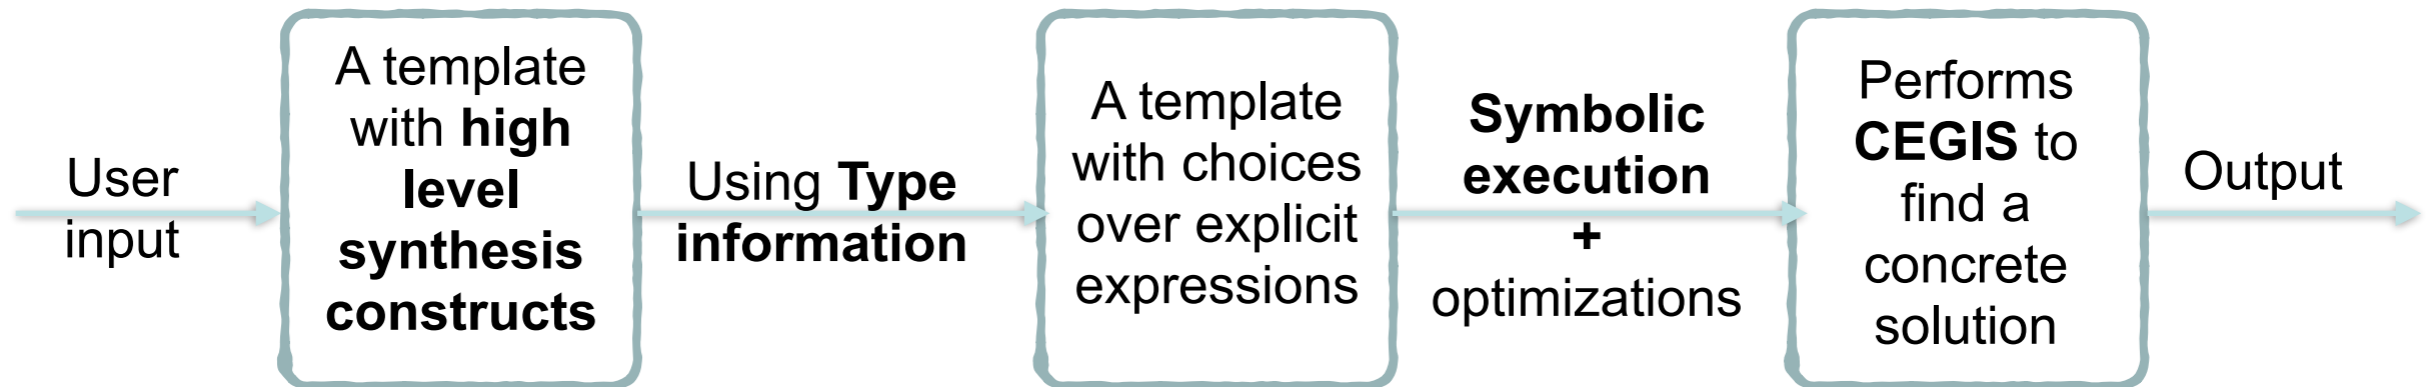 User
input
A template
with high
level
synthesis
constructs
Using Type
information
A template
with choices
over explicit
expressions
Symbolic
execution
+
optimizations
Performs
CEGIS to
find a
concrete
solution
Output